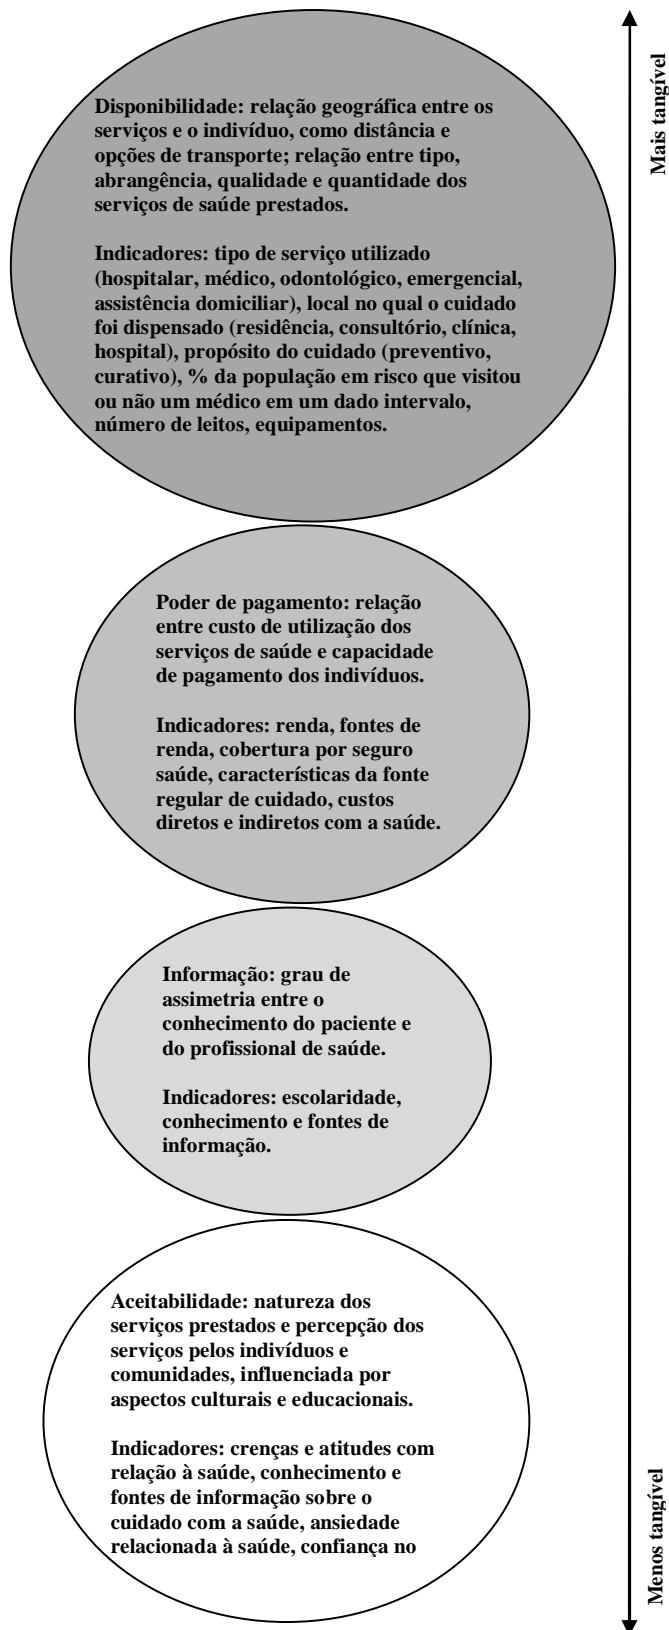 Disponibilidade: relação geográfica entre os
serviços e o indivíduo, como distância e
opções de transporte; relação entre tipo,
abrangência, qualidade e quantidade dos
serviços de saúde prestados.
Indicadores: tipo de serviço utilizado
(hospitalar, médico, odontológico, emergencial,
assistência domiciliar), local no qual o cuidado
foi dispensado (residência, consultório, clínica,
hospital), propósito do cuidado (preventivo,
curativo), % da população em risco que visitou
ou não um médico em um dado intervalo,
número de leitos, equipamentos.
Mais tangível
Poder de pagamento: relação
entre custo de utilização dos
serviços de saúde e capacidade
de pagamento dos indivíduos.
Indicadores: renda, fontes de
renda, cobertura por seguro
saúde, características da fonte
regular de cuidado, custos
diretos e indiretos com a saúde.
Informação: grau de
assimetria entre o
conhecimento do paciente e
do profissional de saúde.
Indicadores: escolaridade,
conhecimento e fontes de
informação.
Aceitabilidade: natureza dos
serviços prestados e percepção dos
serviços pelos indivíduos e
comunidades, influenciada por
aspectos culturais e educacionais.
Indicadores: crenças e atitudes com
relação à saúde, conhecimento e
fontes de informação sobre o
cuidado com a saúde, ansiedade
relacionada à saúde, confiança no
Menos tangível